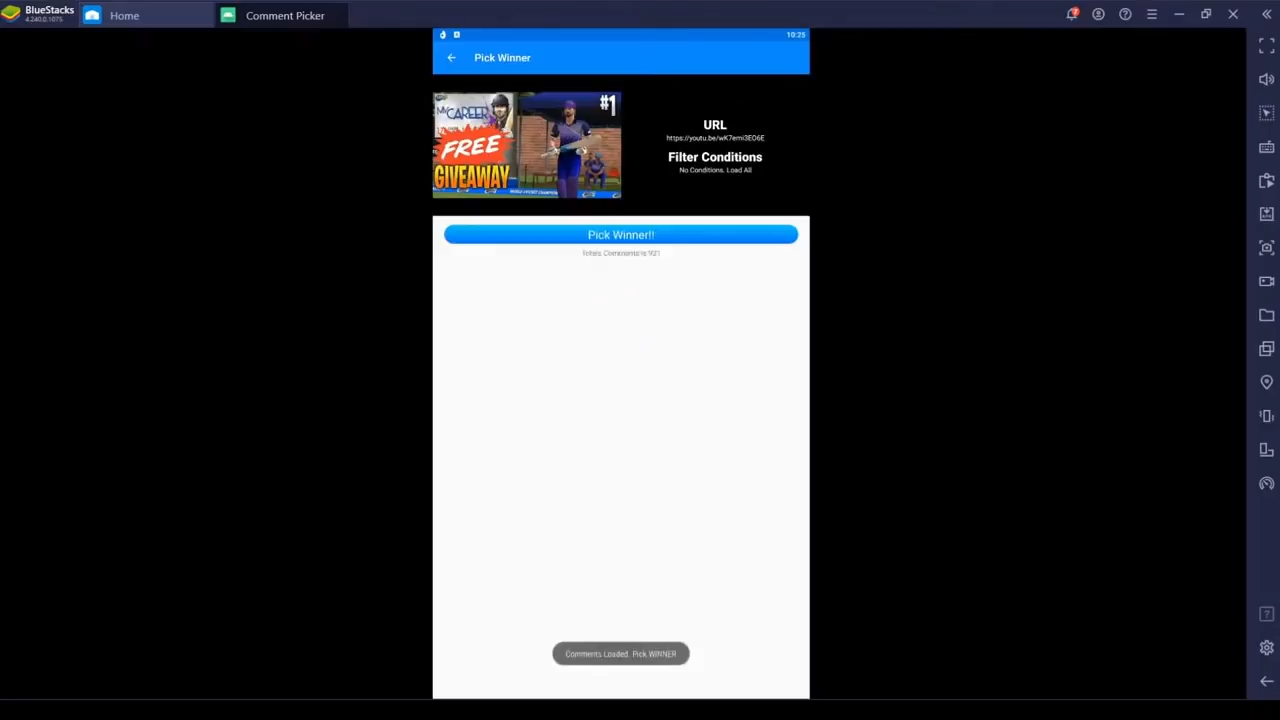 BlueStacks
4.240.0.1075
Home
Comment Picker
10:25
Pick Winner
MY CAREER
FREE
GIVEAWAY
#1
URL
https://youtu.be/wK7emi3EO6E
Filter Conditions
No Conditions. Load All
Pick Winner!!
Comments Loaded. Pick WINNER